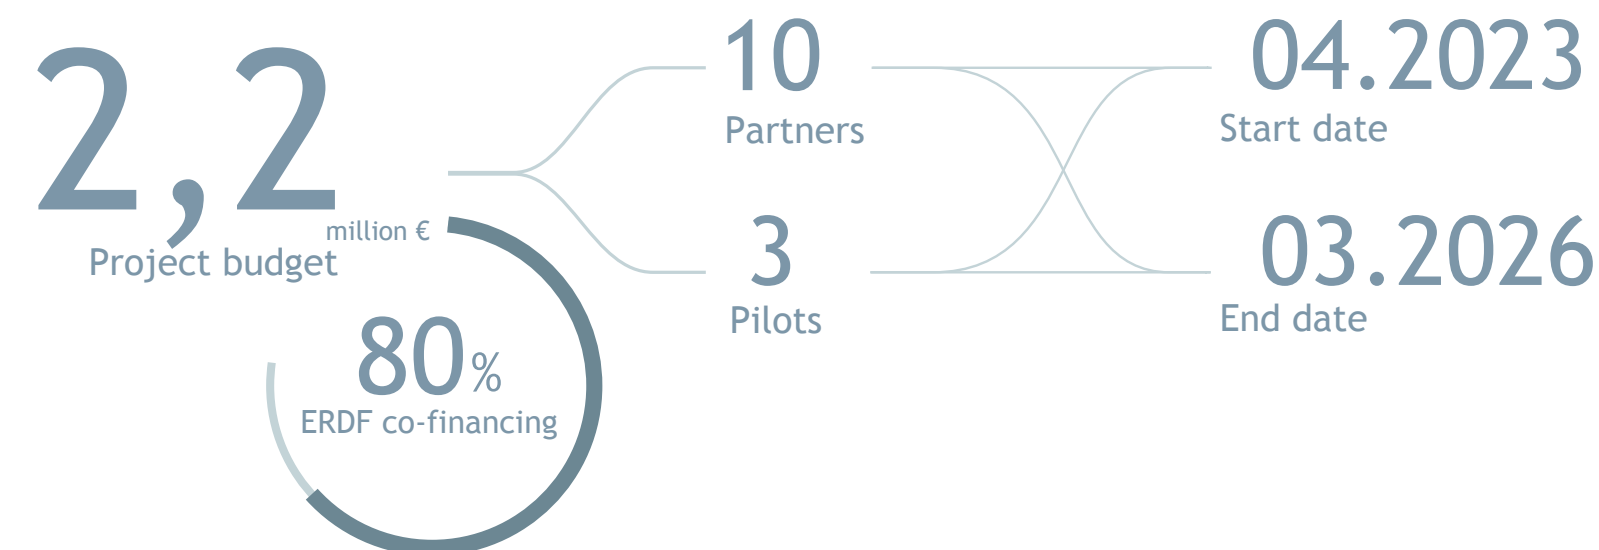 2,2
million €
Project budget
80%
ERDF co-financing
10
Partners
3
Pilots
04.2023
Start date
03.2026
End date